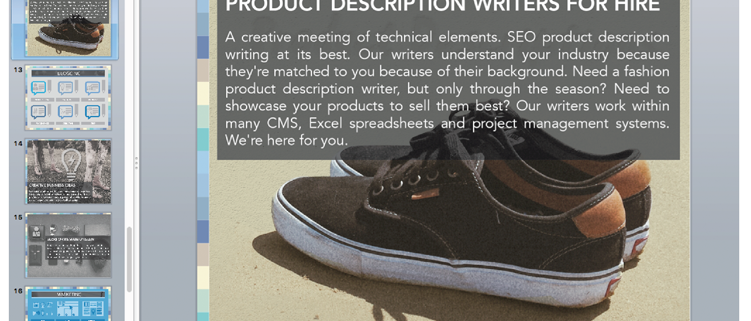 PRODUCT DESCRIPTION WRITERS FOR HIRE
A creative meeting of technical elements. SEO product description
writing at its best. Our writers understand your industry because
they're matched to you because of their background. Need a fashion
product description writer, but only through the season? Need to
showcase your products to sell them best? Our writers work within
many CMS, Excel spreadsheets and project management systems.
We're here for you.
13
14
15
16
MARKETING